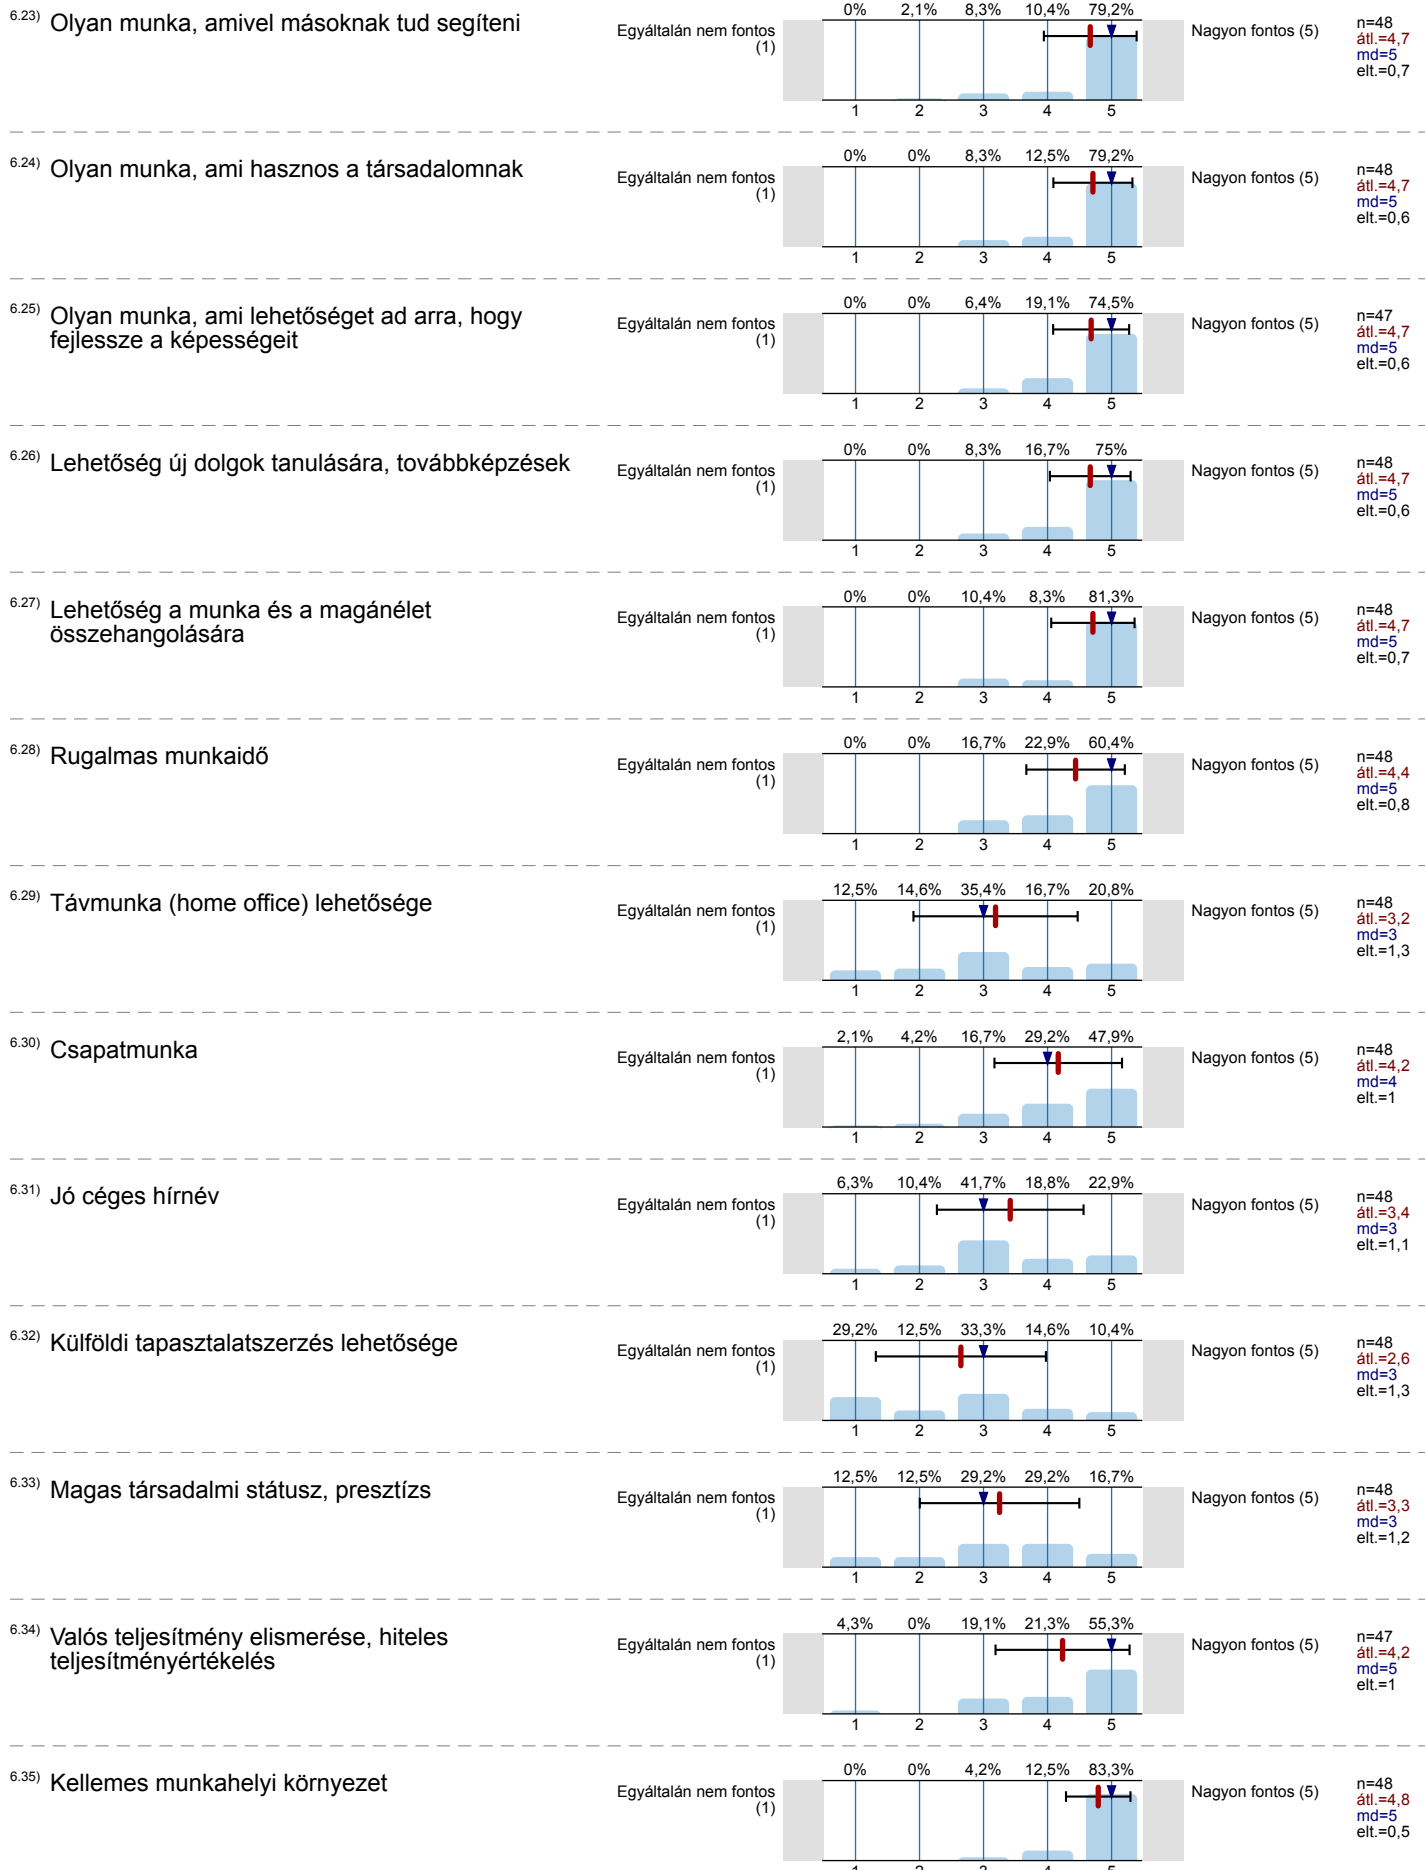 6.23) Olyan munka, amivel másoknak tud segíteni
Egyáltalán nem fontos
(1)
0% 2,1% 8,3% 10,4% 79,2%
1 2 3 4 5
Nagyon fontos (5)
n=48
átl.=4,7
md=5
elt.=0,7
6.24) Olyan munka, ami hasznos a társadalomnak
Egyáltalán nem fontos
(1)
0% 0% 8,3% 12,5% 79,2%
1 2 3 4 5
Nagyon fontos (5)
n=48
átl.=4,7
md=5
elt.=0,6
6.25) Olyan munka, ami lehetőséget ad arra, hogy
fejlessze a képességeit
Egyáltalán nem fontos
(1)
0% 0% 6,4% 19,1% 74,5%
1 2 3 4 5
Nagyon fontos (5)
n=47
átl.=4,7
md=5
elt.=0,6
6.26) Lehetőség új dolgok tanulására, továbbképzések
Egyáltalán nem fontos
(1)
0% 0% 8,3% 16,7% 75%
1 2 3 4 5
Nagyon fontos (5)
n=48
átl.=4,7
md=5
elt.=0,6
6.27) Lehetőség a munka és a magánélet
összehangolására
Egyáltalán nem fontos
(1)
0% 0% 10,4% 8,3% 81,3%
1 2 3 4 5
Nagyon fontos (5)
n=48
átl.=4,7
md=5
elt.=0,7
6.28) Rugalmas munkaidő
Egyáltalán nem fontos
(1)
0% 0% 16,7% 22,9% 60,4%
1 2 3 4 5
Nagyon fontos (5)
n=48
átl.=4,4
md=5
elt.=0,8
6.29) Távmunka (home office) lehetősége
Egyáltalán nem fontos
(1)
12,5% 14,6% 35,4% 16,7% 20,8%
1 2 3 4 5
Nagyon fontos (5)
n=48
átl.=3,2
md=3
elt.=1,3
6.30) Csapatmunka
Egyáltalán nem fontos
(1)
2,1% 4,2% 16,7% 29,2% 47,9%
1 2 3 4 5
Nagyon fontos (5)
n=48
átl.=4,2
md=4
elt.=1
6.31) Jó céges hírnév
Egyáltalán nem fontos
(1)
6,3% 10,4% 41,7% 18,8% 22,9%
1 2 3 4 5
Nagyon fontos (5)
n=48
átl.=3,4
md=3
elt.=1,1
6.32) Külföldi tapasztalatszerzés lehetősége
Egyáltalán nem fontos
(1)
29,2% 12,5% 33,3% 14,6% 10,4%
1 2 3 4 5
Nagyon fontos (5)
n=48
átl.=2,6
md=3
elt.=1,3
6.33) Magas társadalmi státusz, presztízs
Egyáltalán nem fontos
(1)
12,5% 12,5% 29,2% 29,2% 16,7%
1 2 3 4 5
Nagyon fontos (5)
n=48
átl.=3,3
md=3
elt.=1,2
6.34) Valós teljesítmény elismerése, hiteles
teljesítményértékelés
Egyáltalán nem fontos
(1)
4,3% 0% 19,1% 21,3% 55,3%
1 2 3 4 5
Nagyon fontos (5)
n=47
átl.=4,2
md=5
elt.=1
6.35) Kellemes munkahelyi környezet
Egyáltalán nem fontos
(1)
0% 0% 4,2% 12,5% 83,3%
1 2 3 4 5
Nagyon fontos (5)
n=48
átl.=4,8
md=5
elt.=0,5